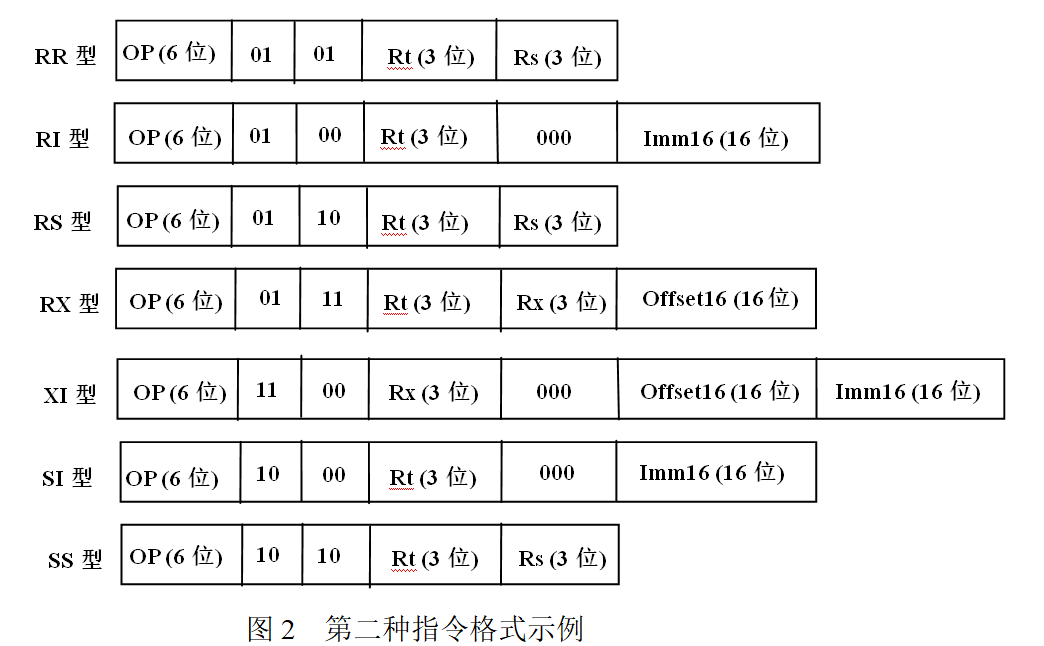 RR 型 OP (6 位) 01 01 Rt (3 位) Rs (3 位)
RI 型 OP (6 位) 01 00 Rt (3 位) 000 Imm16 (16 位)
RS 型 OP (6 位) 01 10 Rt (3 位) Rs (3 位)
RX 型 OP (6 位) 01 11 Rt (3 位) Rx (3 位) Offset16 (16 位)
XI 型 OP (6 位) 11 00 Rx (3 位) 000 Offset16 (16 位) Imm16 (16 位)
SI 型 OP (6 位) 10 00 Rt (3 位) 000 Imm16 (16 位)
SS 型 OP (6 位) 10 10 Rt (3 位) Rs (3 位)
图 2 第二种指令格式示例